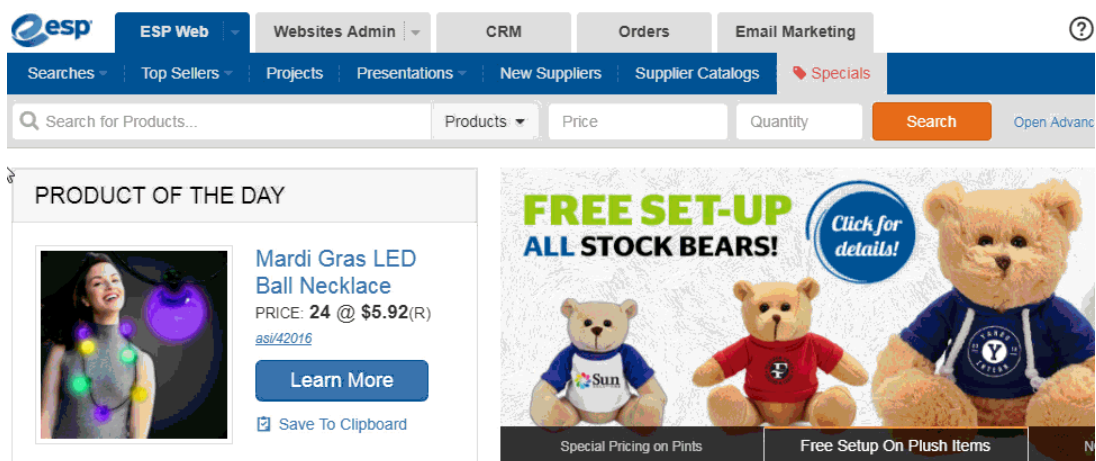 esp
ESP Web
Websites Admin
CRM
Orders
Email Marketing
?
Searches
Top Sellers
Projects
Presentations
New Suppliers
Supplier Catalogs
Specials
Search for Products...
Products
Price
Quantity
Search
Open Advanc
PRODUCT OF THE DAY
Mardi Gras LED
Ball Necklace
PRICE: 24 @ $5.92(R)
asi/42016
Learn More
Save To Clipboard
FREE SET-UP
ALL STOCK BEARS!
Click for
details!
Sun
F
Y
INTERN
Special Pricing on Pints
Free Setup On Plush Items